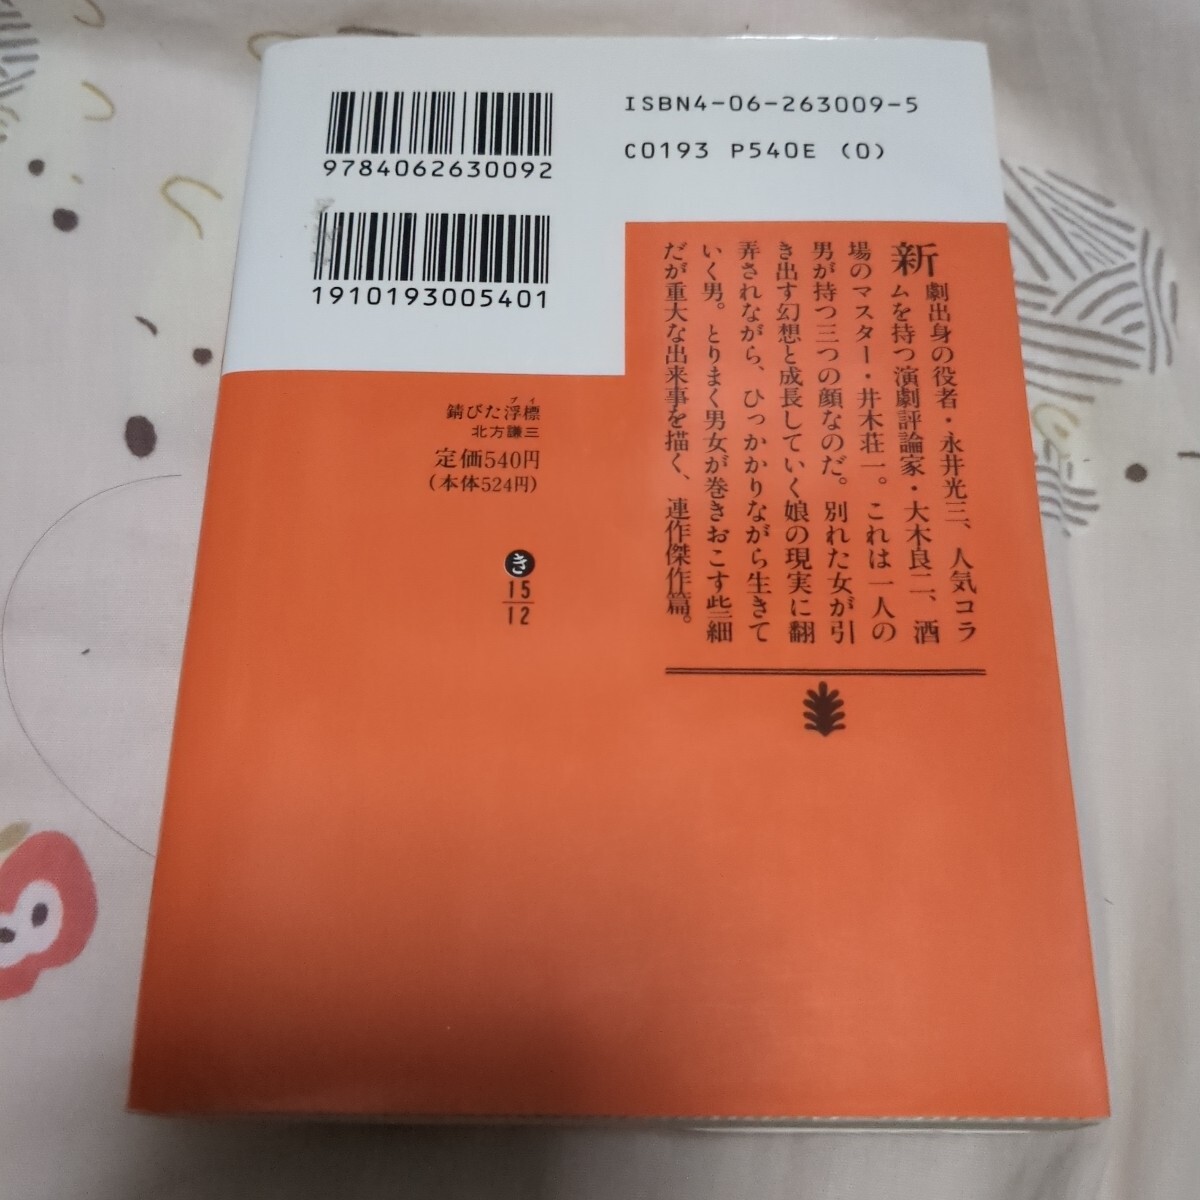 9784062630092
ISBN4-06-263009-5
C0193 P540E (0)
1910193005401
新劇出身の役者・永井光三、人気コラ
ムを持つ演劇評論家・大木良二、酒
場のマスター・井木荘一。これは一人の
男が持つ三つの顔なのだ。別れた女が引
き出す幻想と成長していく娘の現実に翻
弄されながら、ひっかかりながら生きて
いく男。とりまく男女が巻きおこす些細
だが重大な出来事を描く、連作傑作篇。
ブイ
錆びた浮標
北方謙三
定価540円
(本体524円)
き
15
12